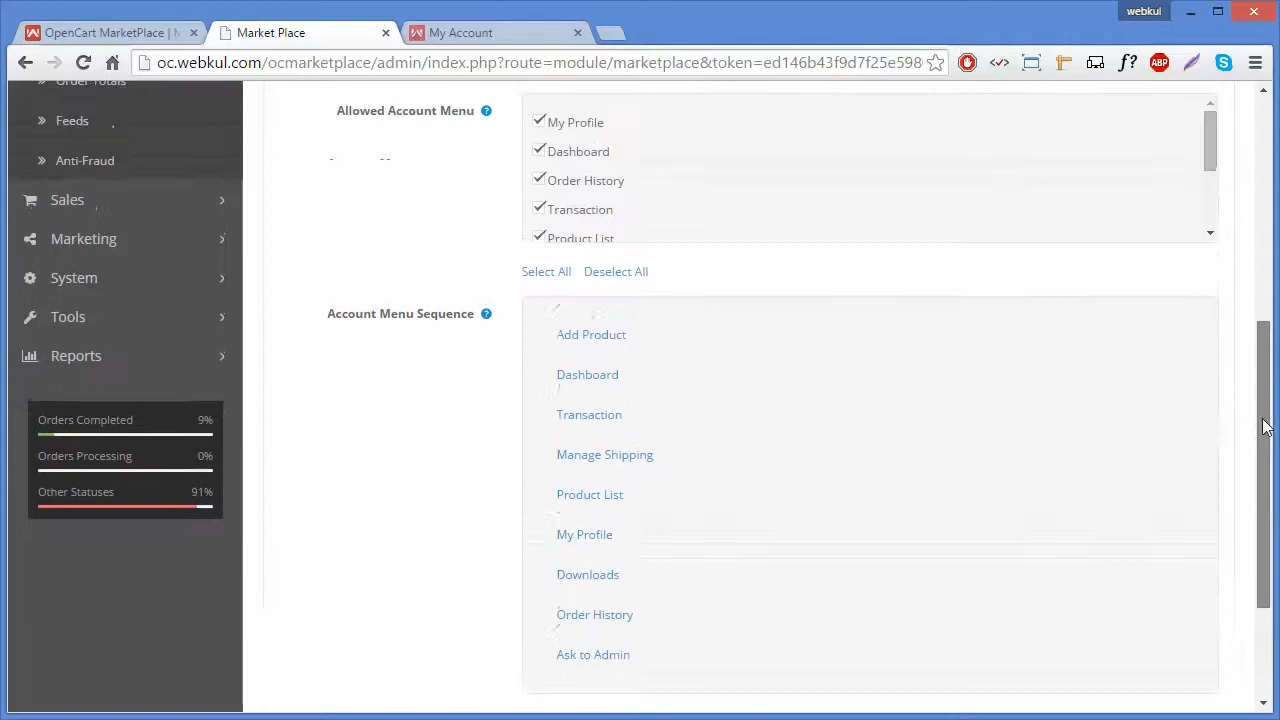 webkul
OpenCart MarketPlace | M
Market Place
My Account
oc.webkul.com/ocmarketplace/admin/index.php?route=module/marketplace&token=ed146b43f9d7f25e598
ABP
Order Totals
Feeds
Anti-Fraud
Sales
Marketing
System
Tools
Reports
Orders Completed 9%
Orders Processing 0%
Other Statuses 91%
Allowed Account Menu
My Profile
Dashboard
Order History
Transaction
Product List
Select All Deselect All
Account Menu Sequence
Add Product
Dashboard
Transaction
Manage Shipping
Product List
My Profile
Downloads
Order History
Ask to Admin